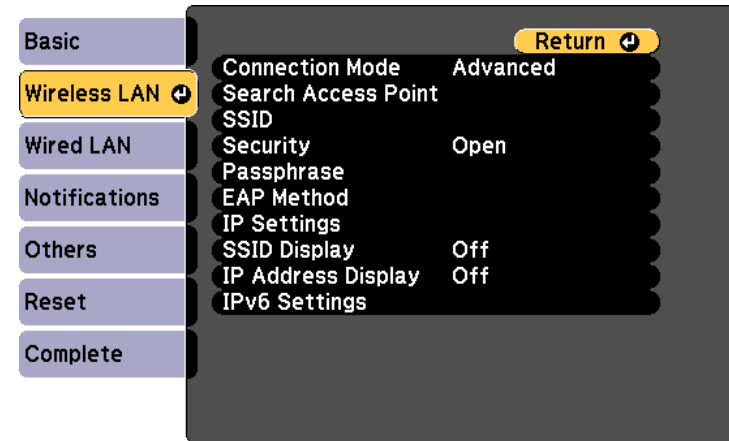 Basic
Wireless LAN
Wired LAN
Notifications
Others
Reset
Complete
Return
Connection Mode Advanced
Search Access Point
SSID
Security Open
Passphrase
EAP Method
IP Settings
SSID Display Off
IP Address Display Off
IPv6 Settings